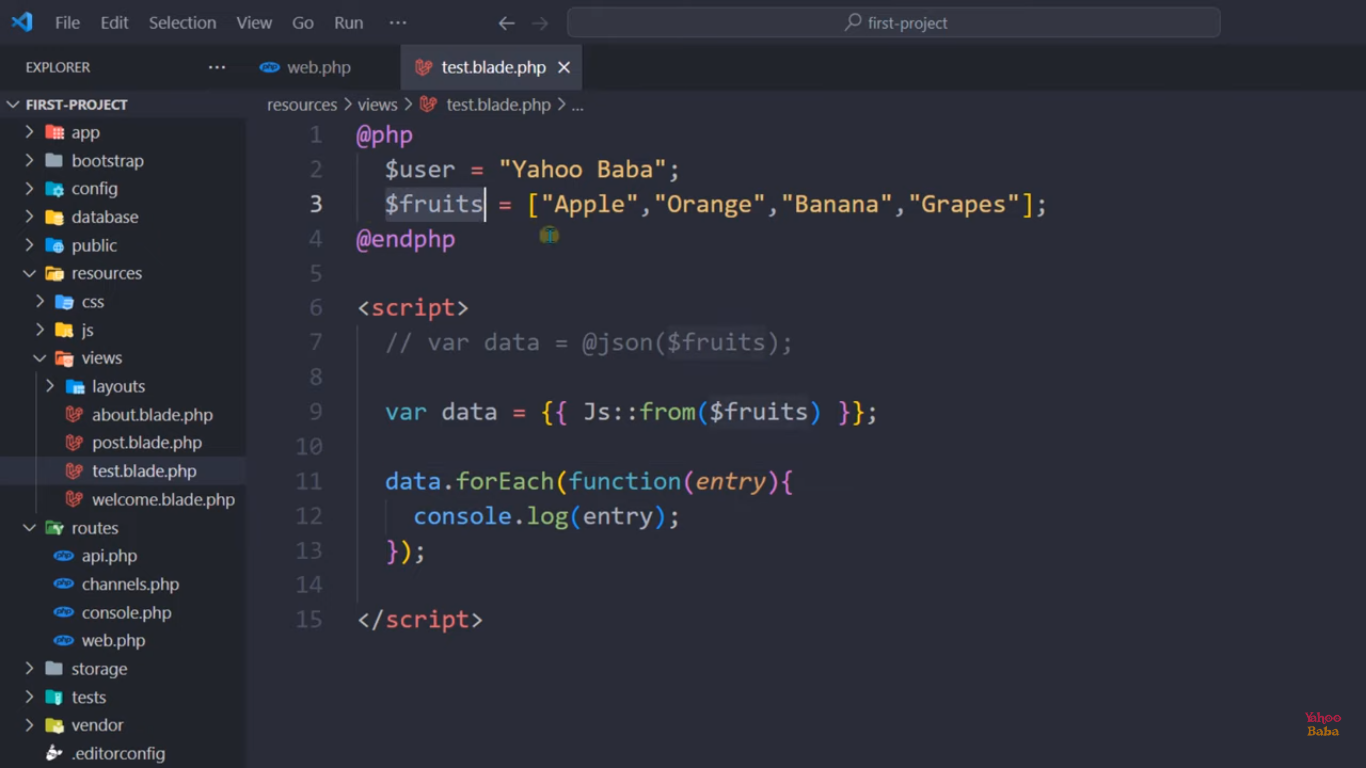 File Edit Selection View Go Run ··· first-project
EXPLORER ··· web.php test.blade.php
FIRST-PROJECT
app
bootstrap
config
database
public
resources
css
js
views
layouts
about.blade.php
post.blade.php
test.blade.php
welcome.blade.php
routes
api.php
channels.php
console.php
web.php
storage
tests
vendor
.editorconfig
resources > views > test.blade.php > ...
1 @php
2 $user = "Yahoo Baba";
3 $fruits = ["Apple","Orange","Banana","Grapes"];
4 @endphp
5
6 <script>
7 // var data = @json($fruits);
8
9 var data = {{ Js::from($fruits) }};
10
11 data.forEach(function(entry){
12 console.log(entry);
13 });
14
15 </script>
Yahoo
Baba